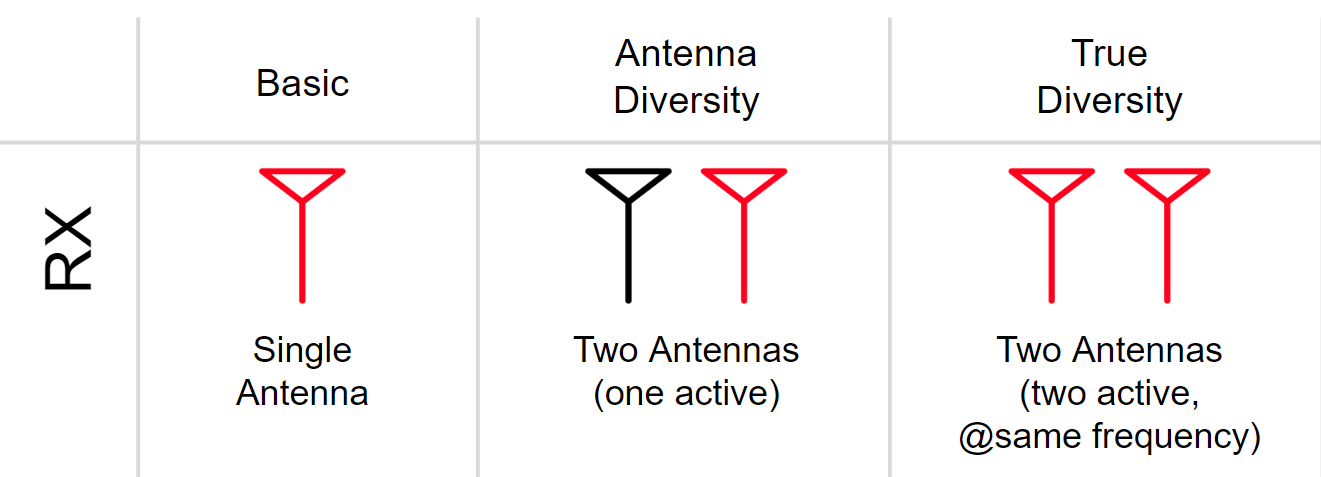 Basic
Antenna
Diversity
True
Diversity
RX
Single
Antenna
Two Antennas
(one active)
Two Antennas
(two active,
@same frequency)